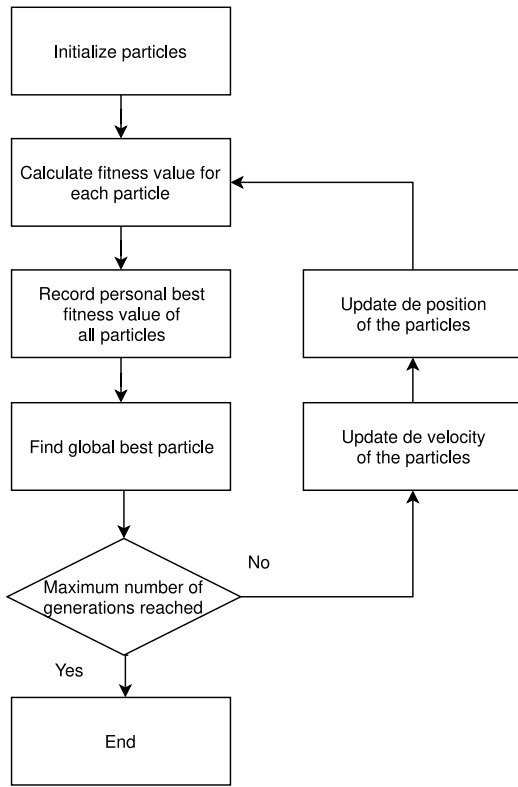 Initialize particles
Calculate fitness value for
each particle
Record personal best
fitness value of
all particles
Update de position
of the particles
Find global best particle
Update de velocity
of the particles
No
Maximum number of
generations reached
Yes
End